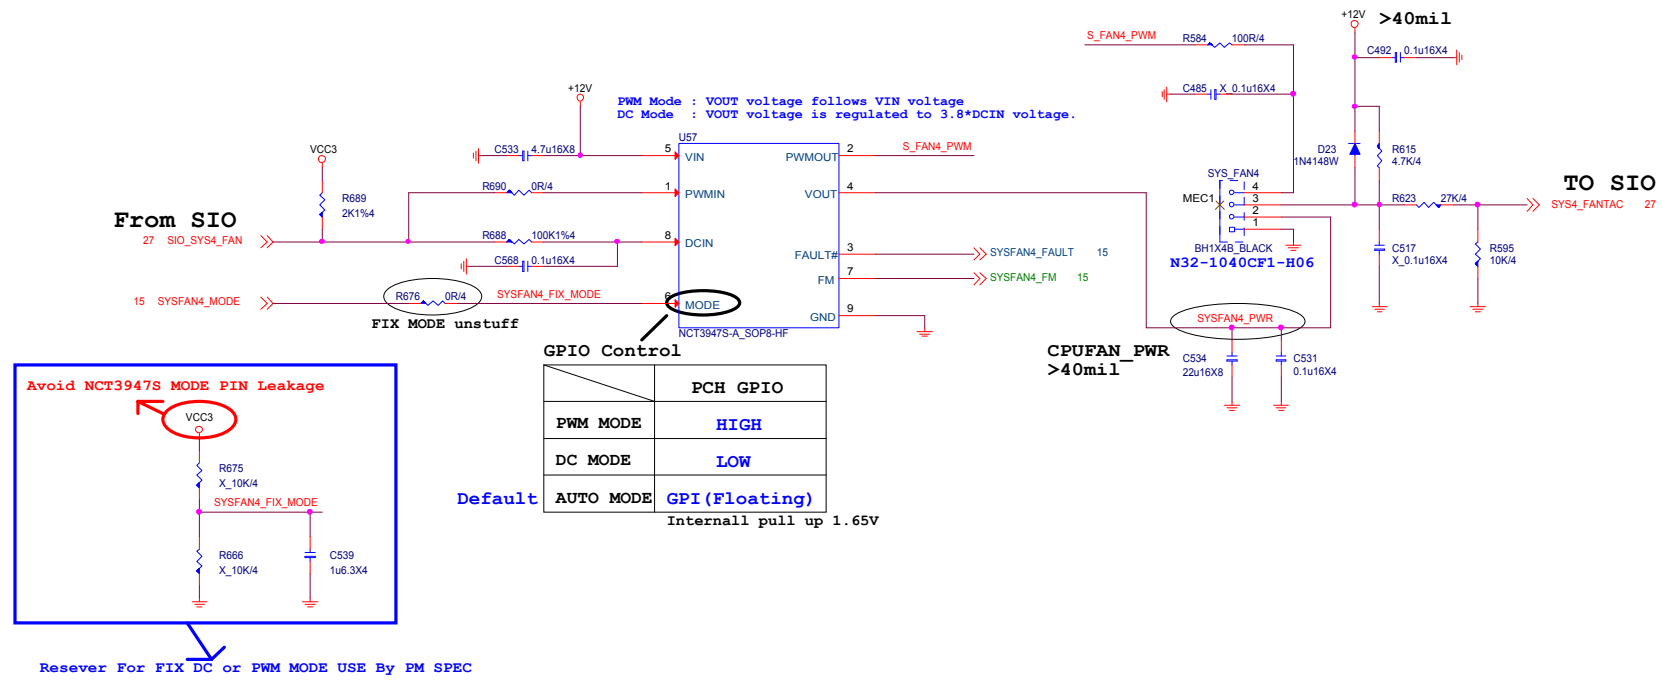 +12V >40mil
S_FAN4_PWM R584 100R/4
C492 0.1u16X4
+12V
C485 X_0.1u16X4
PWM Mode : VOUT voltage follows VIN voltage
DC Mode : VOUT voltage is regulated to 3.8*DCIN voltage.
U57
VCC3
C533 4.7u16X8 5 VIN
PWMOUT 2 S_FAN4_PWM
D23
1N4148W
R615
4.7K/4
R690 0R/4 1 PWMIN
VOUT 4
SYS_FAN4
MEC1
4
3
2
1
R689
2K1%4
R623 27K/4
TO SIO
SYS4_FANTAC 27
From SIO
27 SIO_SYS4_FAN
R688 100K1%4 8 DCIN
C568 0.1u16X4
FAULT# 3 SYSFAN4_FAULT 15
FM 7 SYSFAN4_FM 15
BH1X4B_BLACK
N32-1040CF1-H06
C517
X_0.1u16X4
R595
10K/4
15 SYSFAN4_MODE
R676 0R/4
SYSFAN4_FIX_MODE 6 MODE
GND 9
FIX MODE unstuff
NCT3947S-A_SOP8-HF
SYSFAN4_PWR
GPIO Control
CPUFAN_PWR
>40mil
C534
22u16X8
C531
0.1u16X4
PCH GPIO
PWM MODE HIGH
DC MODE LOW
Default AUTO MODE GPI(Floating)
Internall pull up 1.65V
Avoid NCT3947S MODE PIN Leakage
VCC3
R675
X_10K/4
SYSFAN4_FIX_MODE
R666
X_10K/4
C539
1u6.3X4
Resever For FIX DC or PWM MODE USE By PM SPEC